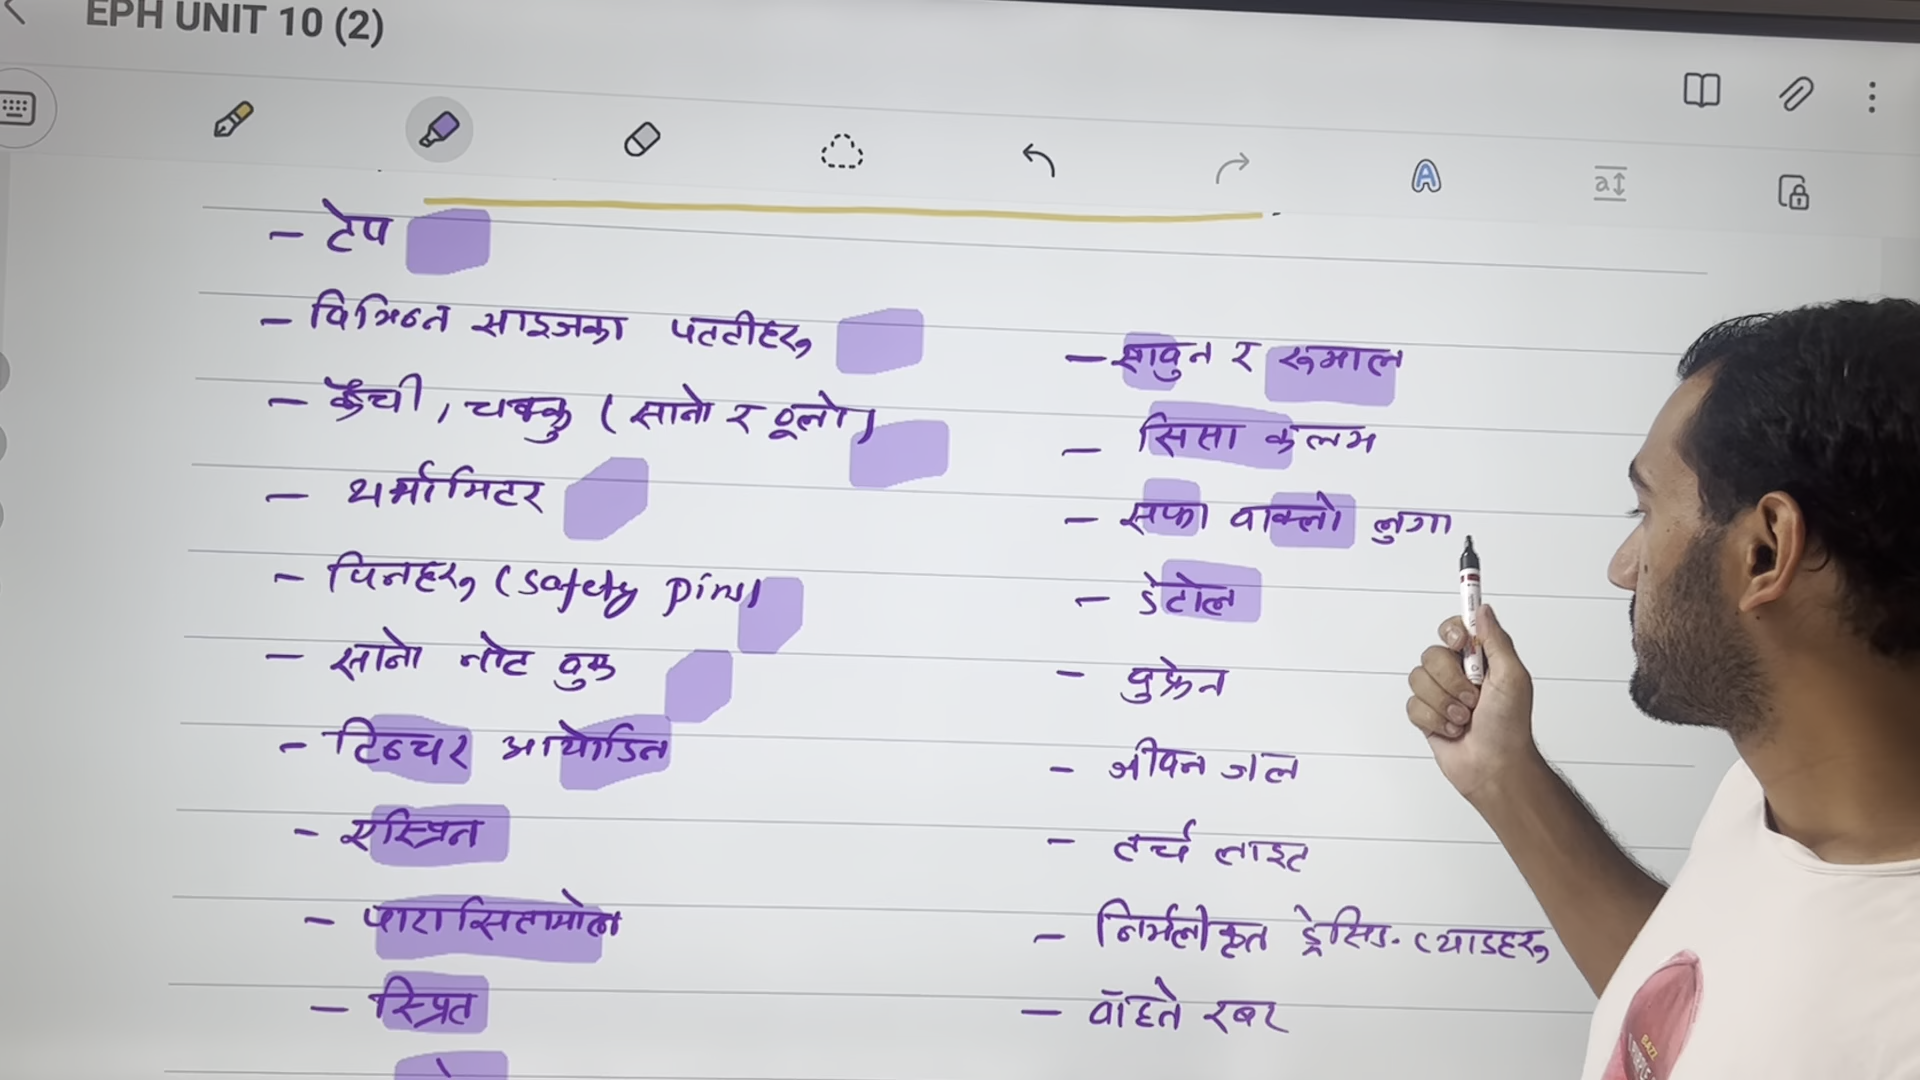 EPH UNIT 10 (2)
- टेप
- विभिन्न साइजका पट्टीहरु
- कैंची, चक्कु (सानो र ठूलो)
- थर्मामिटर
- पिनहरु (Safety pins)
- सानो नोट वुक
- टिन्चर आयोडिन
- एस्प्रिन
- पारासितामोल
- स्प्रित
- सावुन र रूमाल
- सिसा कलम
- सफा वाक्लो लुगा
- डेटोल
- वुफ्रेन
- जीवन जल
- टर्च लाइट
- निर्मलीकृत ड्रेसिङ प्याडहरु
- वाँध्ने रबर